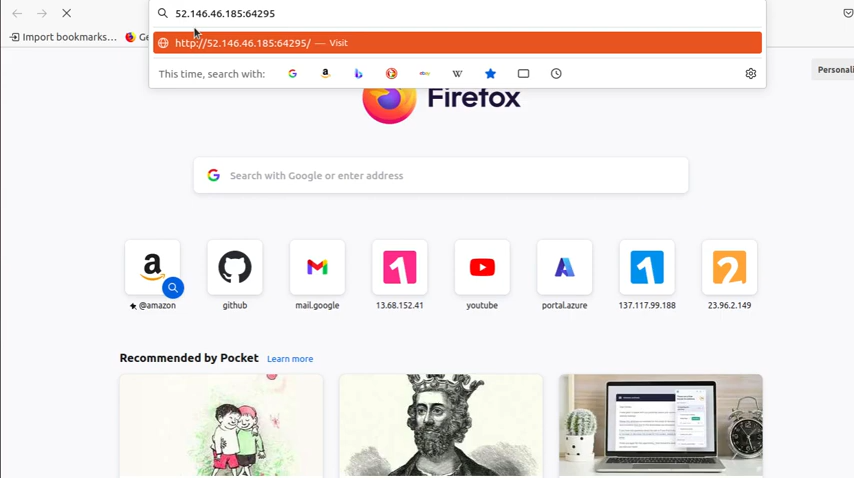 52.146.46.185:64295
Import bookmarks...
Ge
http://52.146.46.185:64295/ — Visit
This time, search with:
Personali
Firefox
Search with Google or enter address
@amazon
github
mail.google
13.68.152.41
youtube
portal.azure
137.117.99.188
23.96.2.149
Recommended by Pocket Learn more